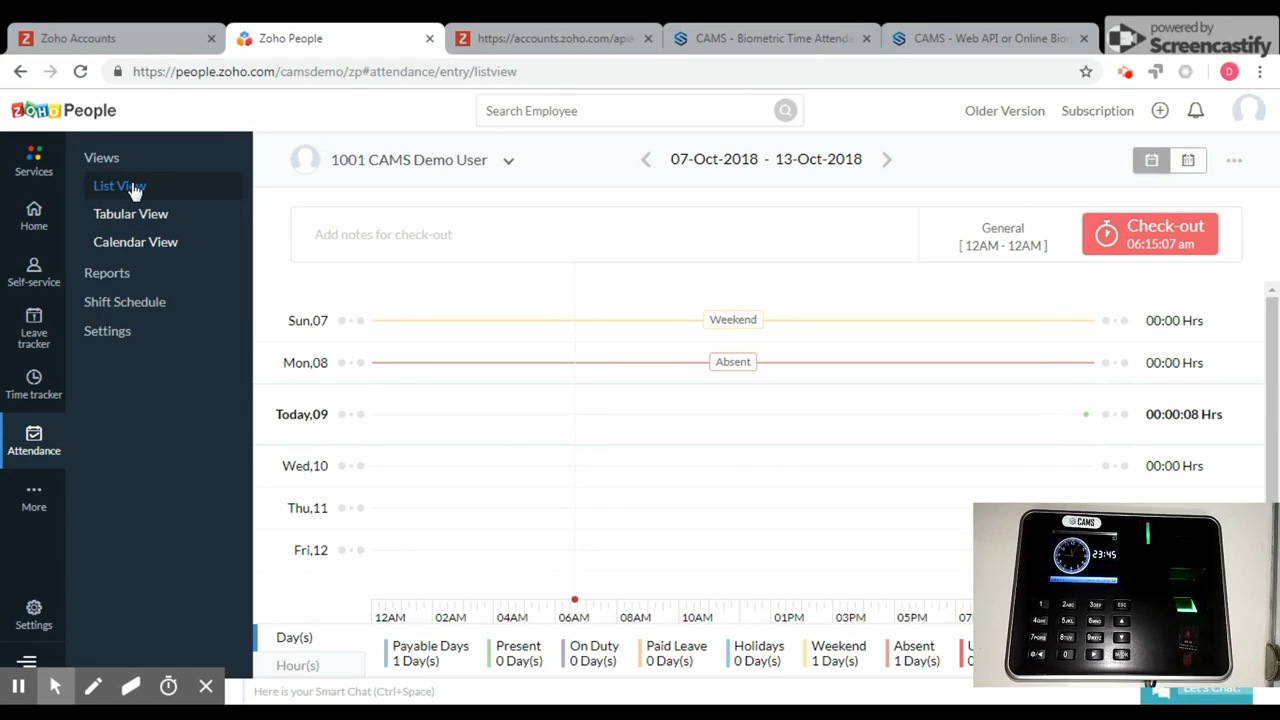 Zoho Accounts
Zoho People
https://accounts.zoho.com/apia
CAMS - Biometric Time Attenda
CAMS - Web API or Online Bion
powered by
Screencastify
https://people.zoho.com/camsdemo/zp#attendance/entry/listview
D
ZOHO People
Search Employee
Older Version
Subscription
Services
Home
Self-service
Leave
tracker
Time tracker
Attendance
More
Settings
Views
List View
Tabular View
Calendar View
Reports
Shift Schedule
Settings
1001 CAMS Demo User
07-Oct-2018 - 13-Oct-2018
Add notes for check-out
General
[ 12AM - 12AM ]
Check-out
06:15:07 am
Sun,07
Weekend
00:00 Hrs
Mon,08
Absent
00:00 Hrs
Today,09
00:00:08 Hrs
Wed,10
00:00 Hrs
Thu,11
Fri,12
12AM 02AM 04AM 06AM 08AM 10AM 01PM 03PM 05PM 07
Day(s)
Hour(s)
Payable Days
1 Day(s)
Present
0 Day(s)
On Duty
0 Day(s)
Paid Leave
0 Day(s)
Holidays
0 Day(s)
Weekend
1 Day(s)
Absent
1 Day(s)
Here is your Smart Chat (Ctrl+Space)
Let's Chat!
CAMS
23:45